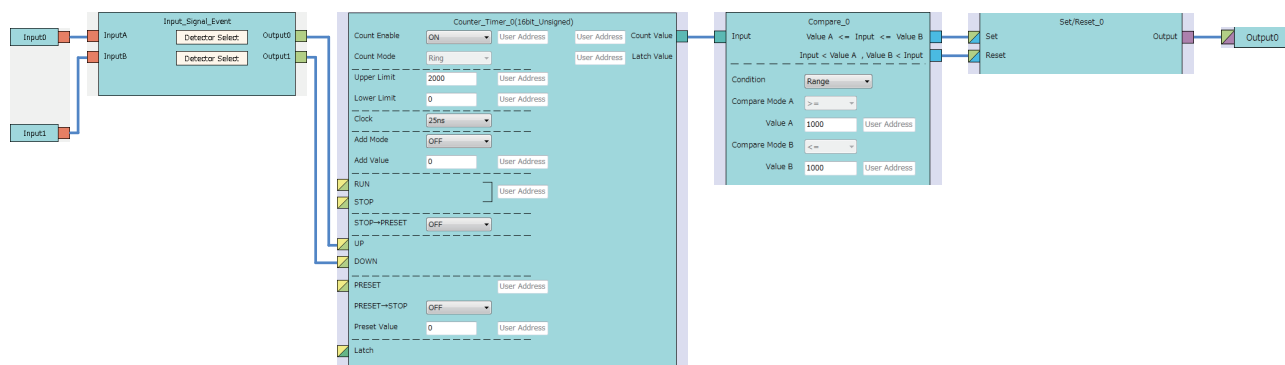 Input0
Input1
Input_Signal_Event
InputA Detector Select Output0
InputB Detector Select Output1
Counter_Timer_0(16bit_Unsigned)
Count Enable ON User Address User Address Count Value
Count Mode Ring User Address Latch Value
Upper Limit 2000 User Address
Lower Limit 0 User Address
Clock 25ns
Add Mode OFF
Add Value 0 User Address
RUN
User Address
STOP
STOP→PRESET OFF
UP
DOWN
PRESET User Address
PRESET→STOP OFF
Preset Value 0 User Address
Latch
Compare_0
Input Value A <= Input <= Value B
Input < Value A , Value B < Input
Condition Range
Compare Mode A >=
Value A 1000 User Address
Compare Mode B <=
Value B 1000 User Address
Set/Reset_0
Set Output
Reset
Output0